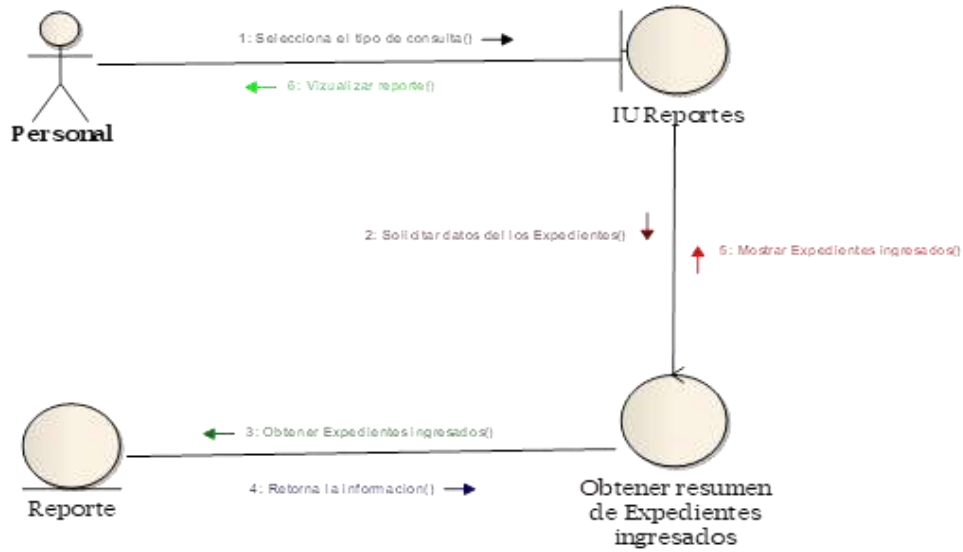 1: Selecciona el tipo de consulta()
6: Vizualizar reporte()
Personal
IU Reportes
2: Solicitar datos del los Expedientes()
5: Mostrar Expedientes ingresados()
3: Obtener Expedientes ingresados()
4: Retorna la informacion()
Reporte
Obtener resumen
de Expedientes
ingresados